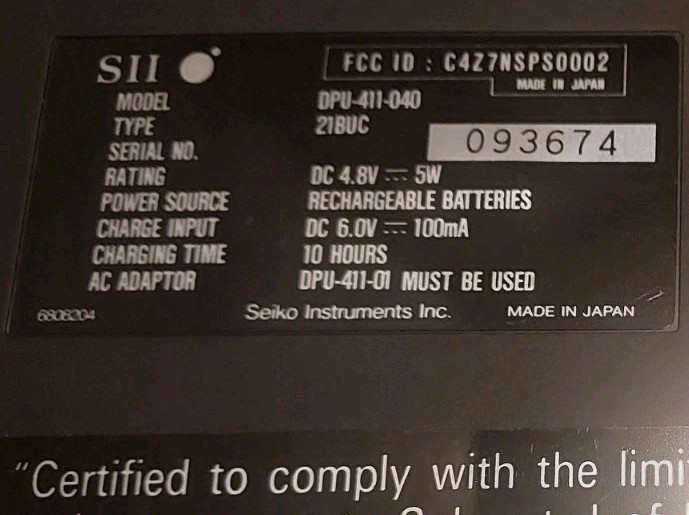 SII
FCC ID : C4Z7NSPS0002
MADE IN JAPAN
MODEL DPU-411-040
TYPE 21BUC
SERIAL NO. 093674
RATING DC 4.8V ⎓ 5W
POWER SOURCE RECHARGEABLE BATTERIES
CHARGE INPUT DC 6.0V ⎓ 100mA
CHARGING TIME 10 HOURS
AC ADAPTOR DPU-411-01 MUST BE USED
6806204 Seiko Instruments Inc. MADE IN JAPAN
"Certified to comply with the limi